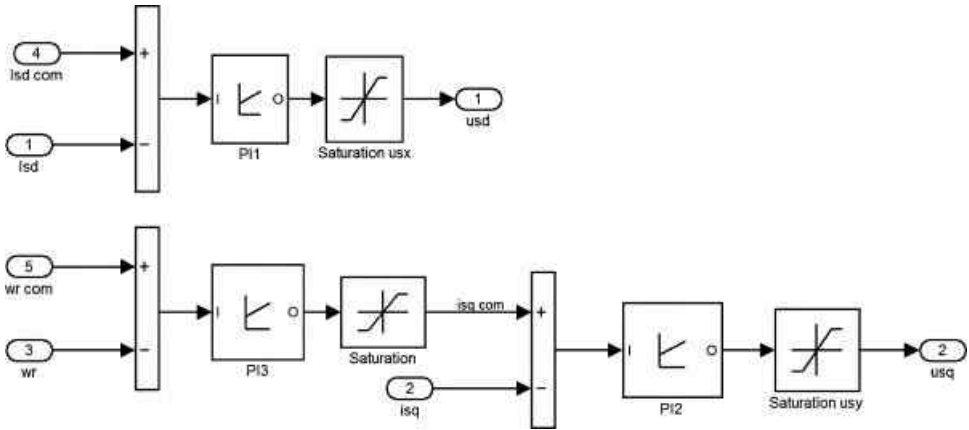 4
+
Isd com
I
O
1
usd
1
−
Isd
PI1
Saturation usx
5
+
wr com
I
O
isq com
+
I
O
2
usq
3
−
wr
PI3
Saturation
2
−
isq
PI2
Saturation usy